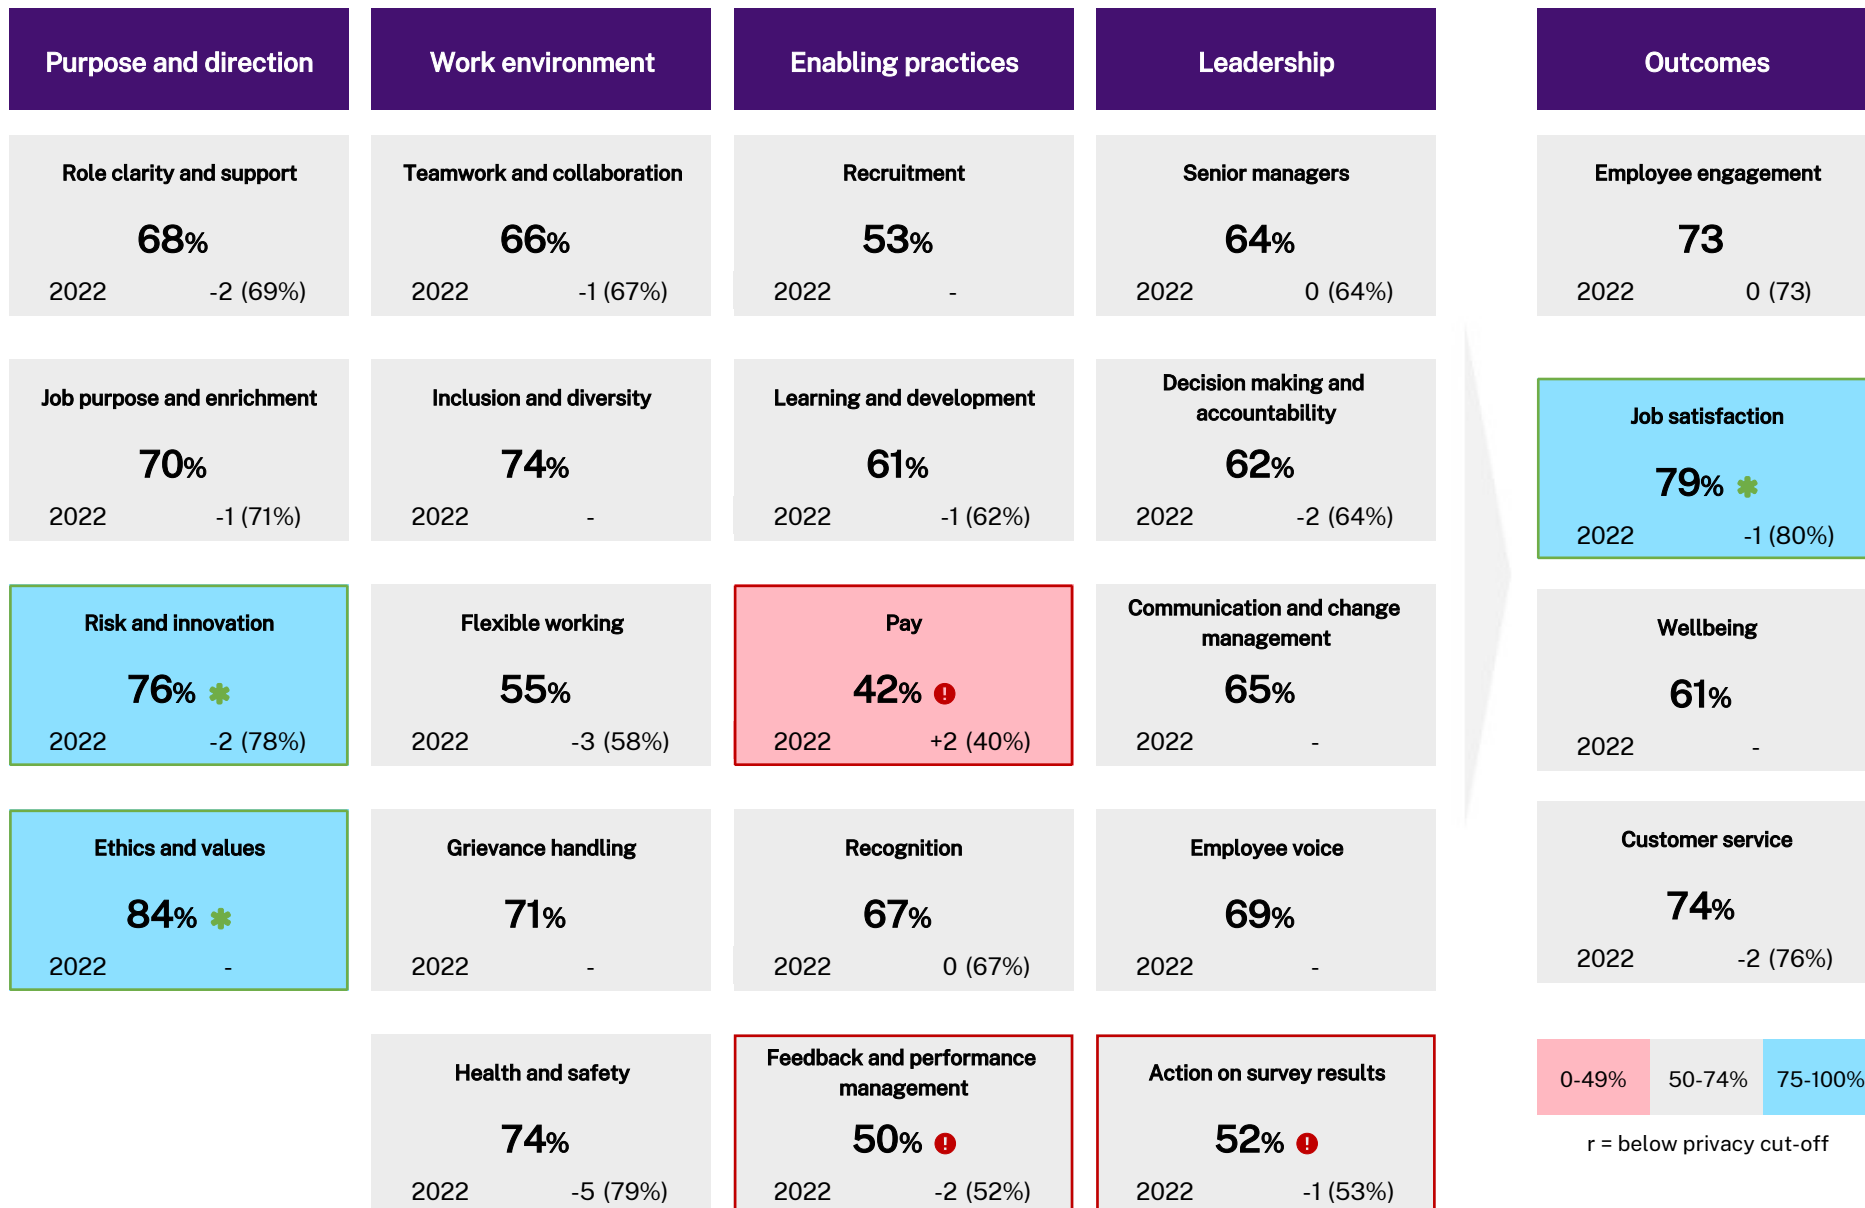 Purpose and direction
Work environment
Enabling practices
Leadership
Outcomes
Role clarity and support
68%
2022 -2 (69%)
Teamwork and collaboration
66%
2022 -1 (67%)
Recruitment
53%
2022 -
Senior managers
64%
2022 0 (64%)
Employee engagement
73
2022 0 (73)
Job purpose and enrichment
70%
2022 -1 (71%)
Inclusion and diversity
74%
2022 -
Learning and development
61%
2022 -1 (62%)
Decision making and
accountability
62%
2022 -2 (64%)
Job satisfaction
79%
2022 -1 (80%)
Risk and innovation
76%
2022 -2 (78%)
Flexible working
55%
2022 -3 (58%)
Pay
42%
2022 +2 (40%)
Communication and change
management
65%
2022 -
Wellbeing
61%
2022 -
Ethics and values
84%
2022 -
Grievance handling
71%
2022 -
Recognition
67%
2022 0 (67%)
Employee voice
69%
2022 -
Customer service
74%
2022 -2 (76%)
Health and safety
74%
2022 -5 (79%)
Feedback and performance
management
50%
2022 -2 (52%)
Action on survey results
52%
2022 -1 (53%)
0-49% 50-74% 75-100%
r = below privacy cut-off